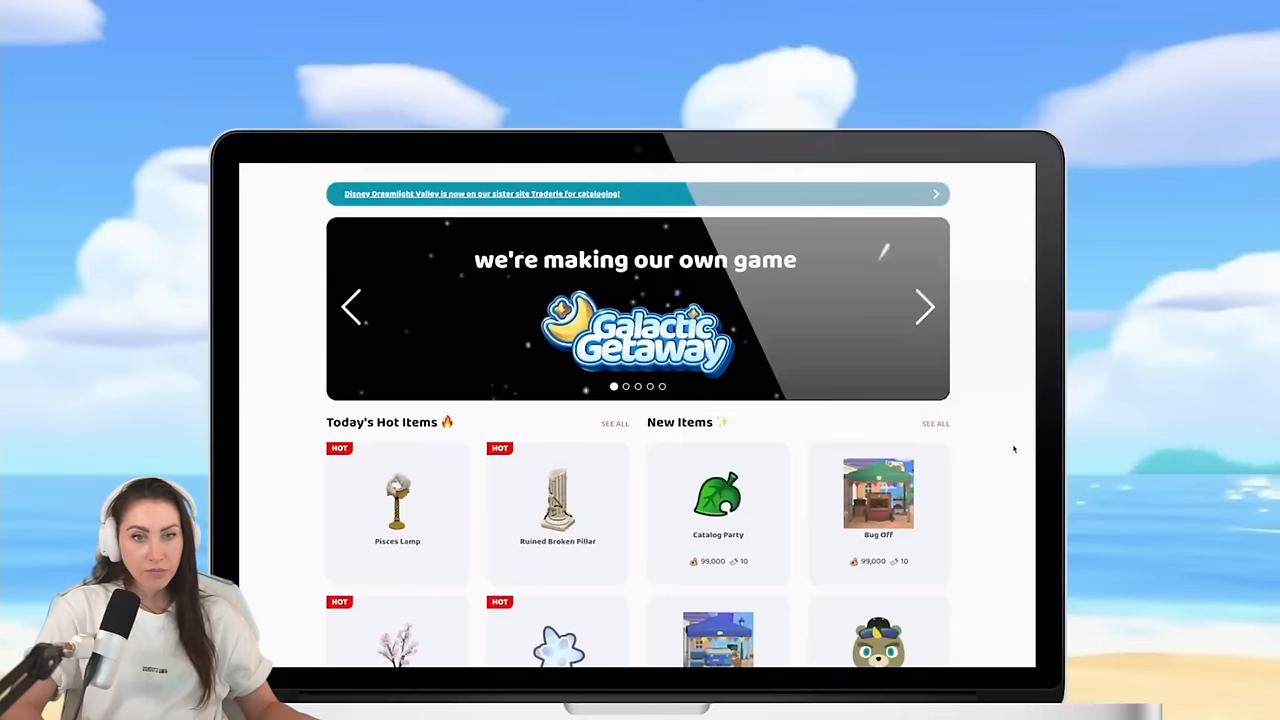 Disney Dreamlight Valley is now on our sister site Traderie for cataloging!
we're making our own game
Galactic
Getaway
Today's Hot Items
SEE ALL
New Items
SEE ALL
HOT
HOT
Pisces Lamp
Ruined Broken Pillar
Catalog Party
99,000 10
Bug Off
99,000 10
HOT
HOT